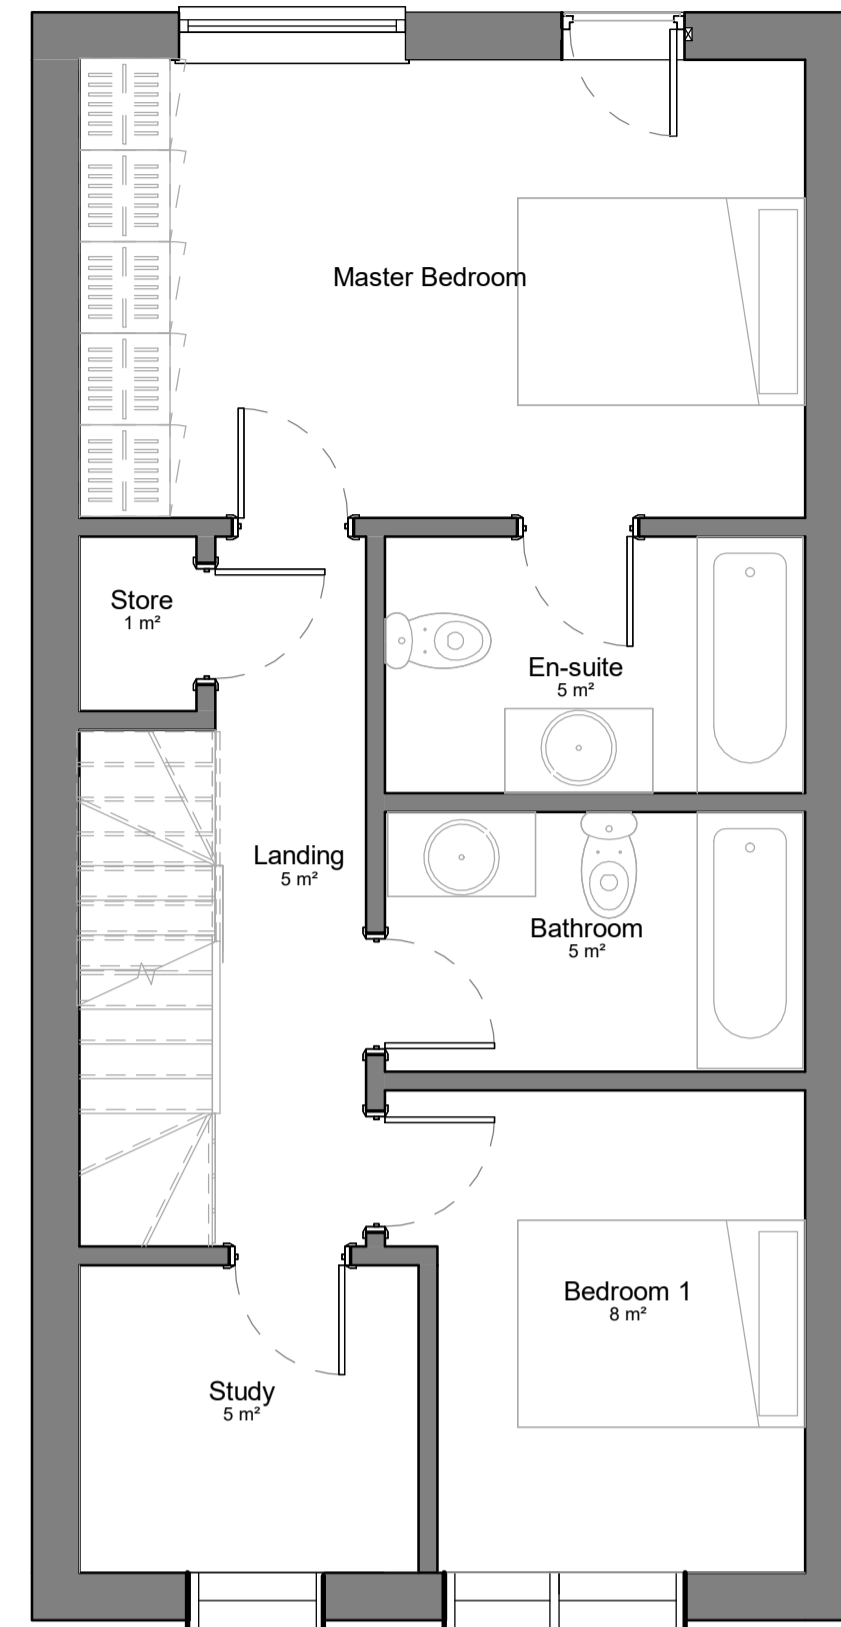 Master Bedroom
Store
1 m²
En-suite
5 m²
Landing
5 m²
Bathroom
5 m²
Bedroom 1
8 m²
Study
5 m²